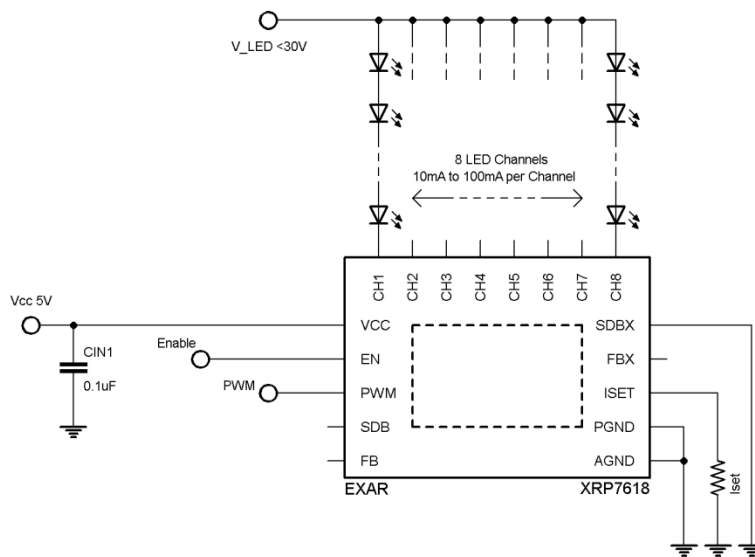 V_LED <30V
8 LED Channels
10mA to 100mA per Channel
CH1
CH2
CH3
CH4
CH5
CH6
CH7
CH8
Vcc 5V
CIN1
0.1uF
Enable
PWM
VCC
EN
PWM
SDB
FB
SDBX
FBX
ISET
PGND
AGND
Iset
EXAR
XRP7618